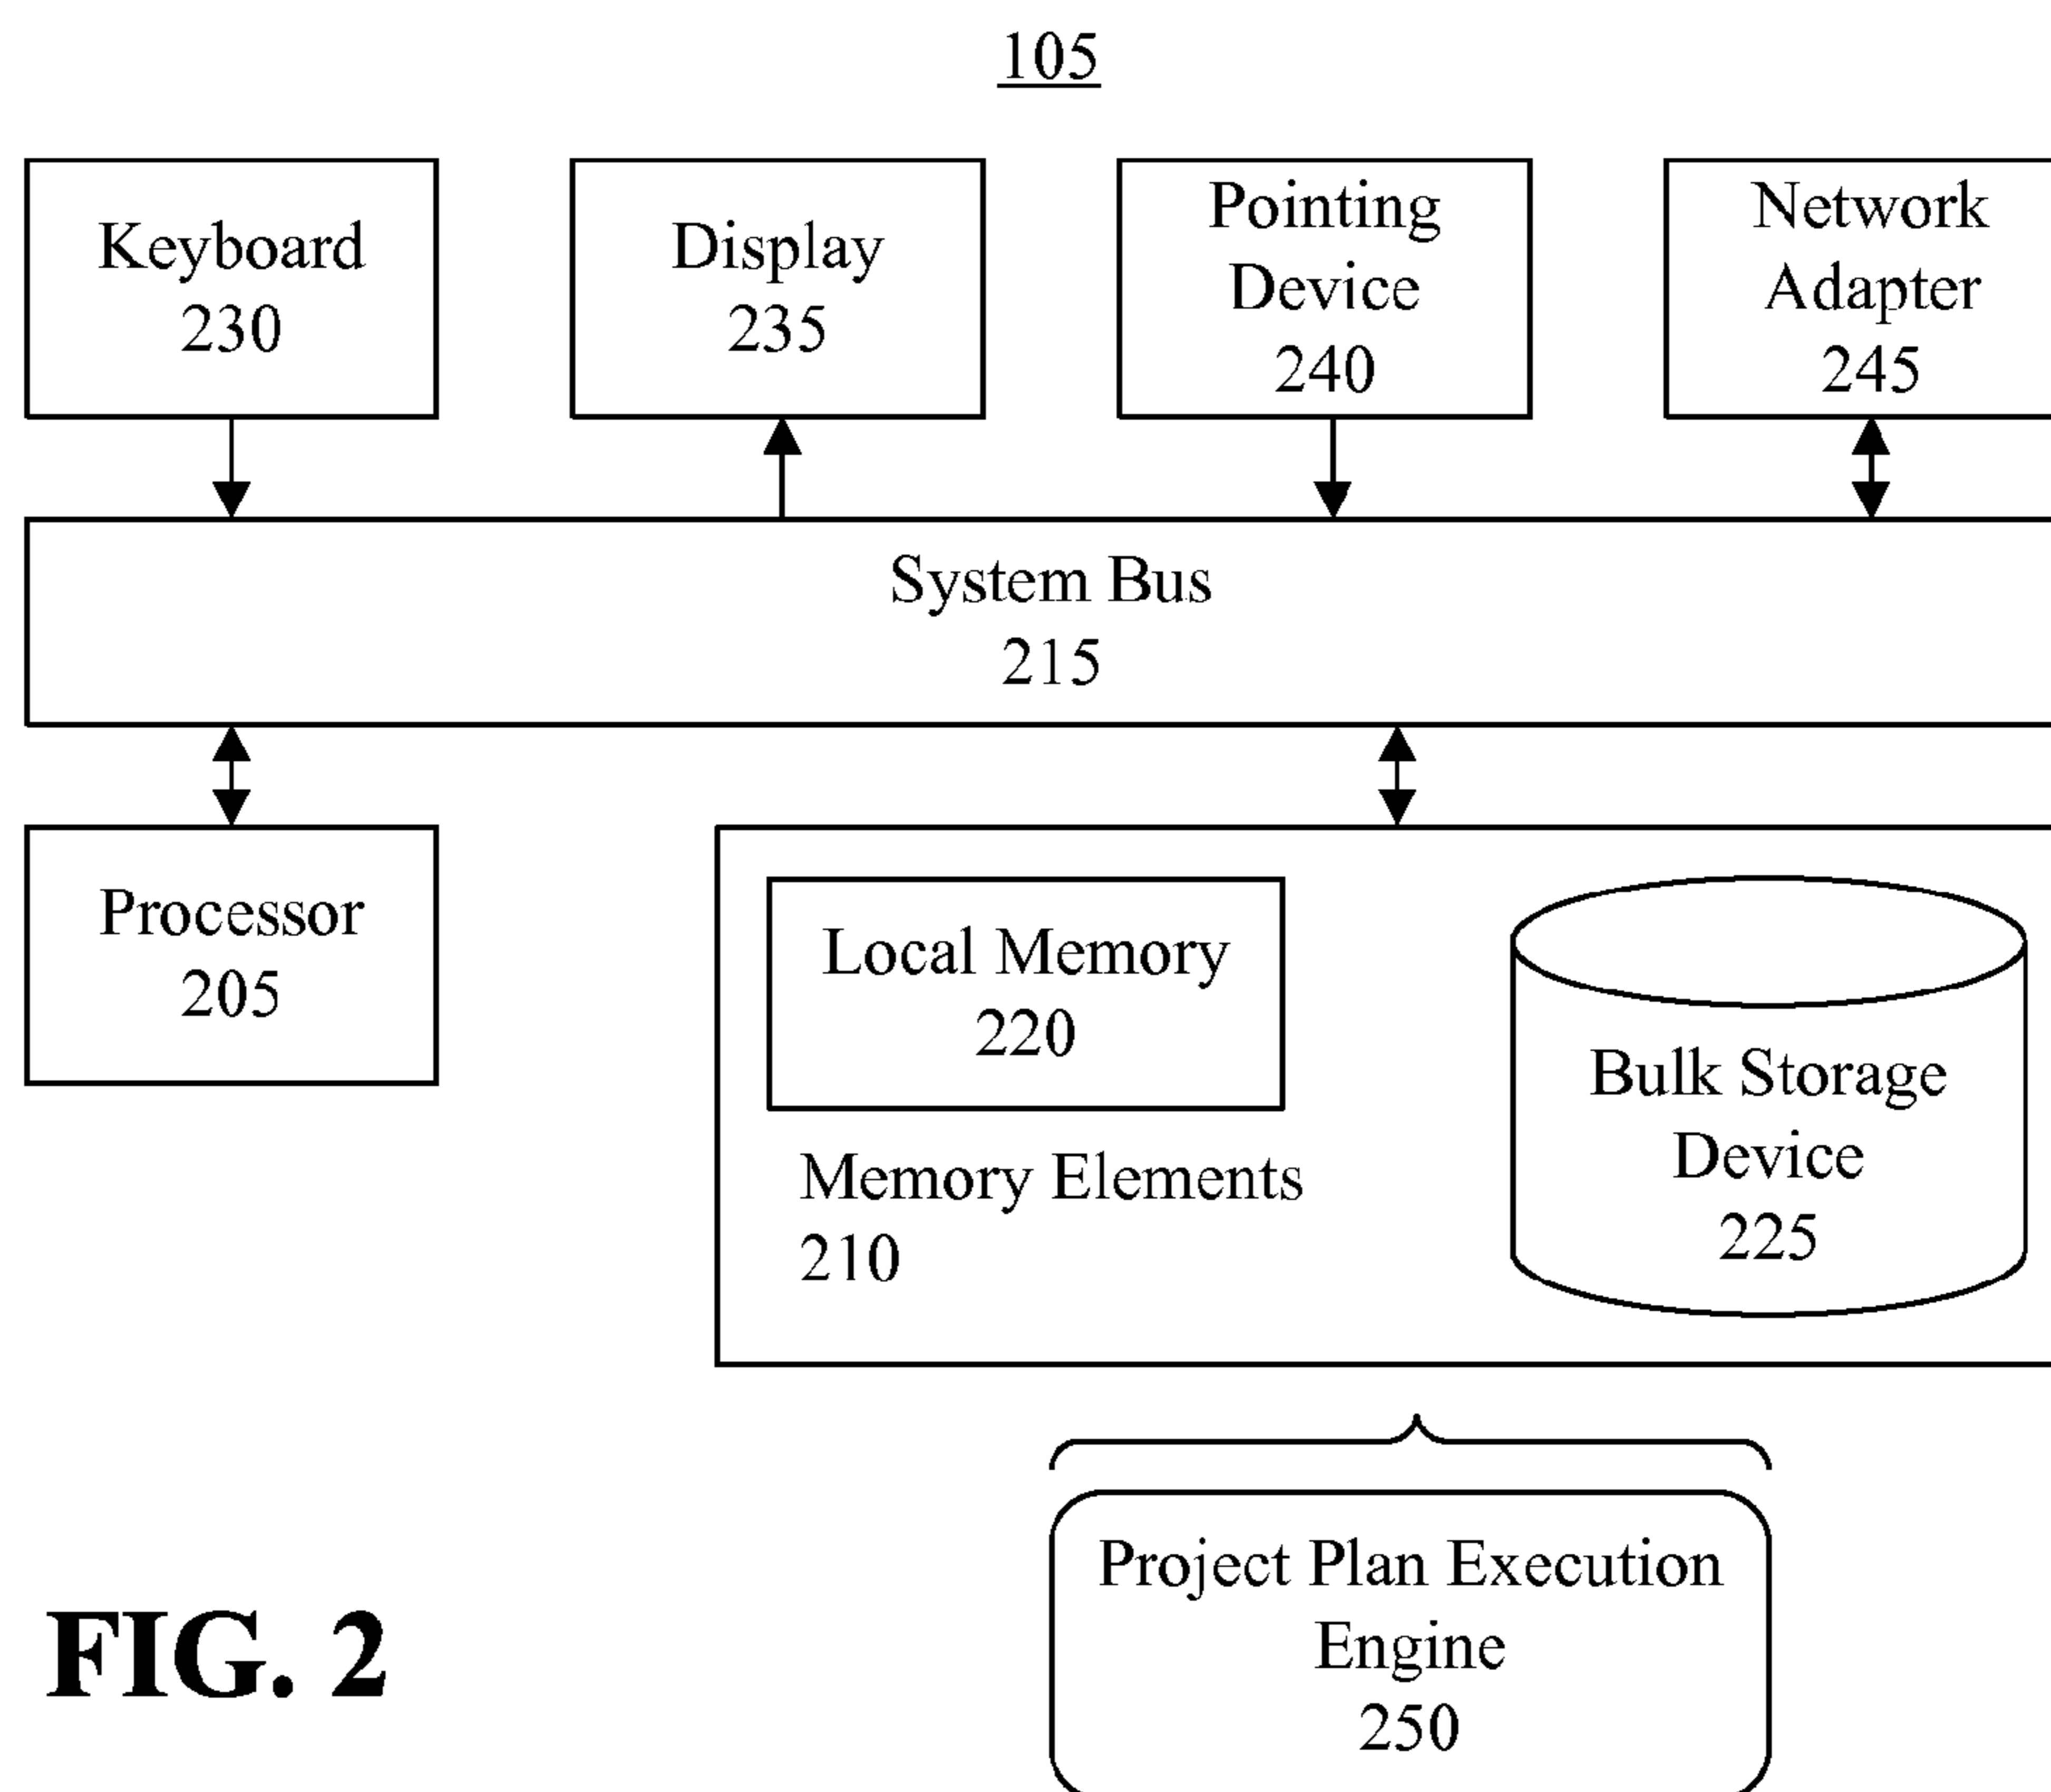 105
Keyboard
230
Display
235
Pointing
Device
240
Network
Adapter
245
System Bus
215
Processor
205
Local Memory
220
Memory Elements
210
Bulk Storage
Device
225
Project Plan Execution
Engine
250
FIG. 2